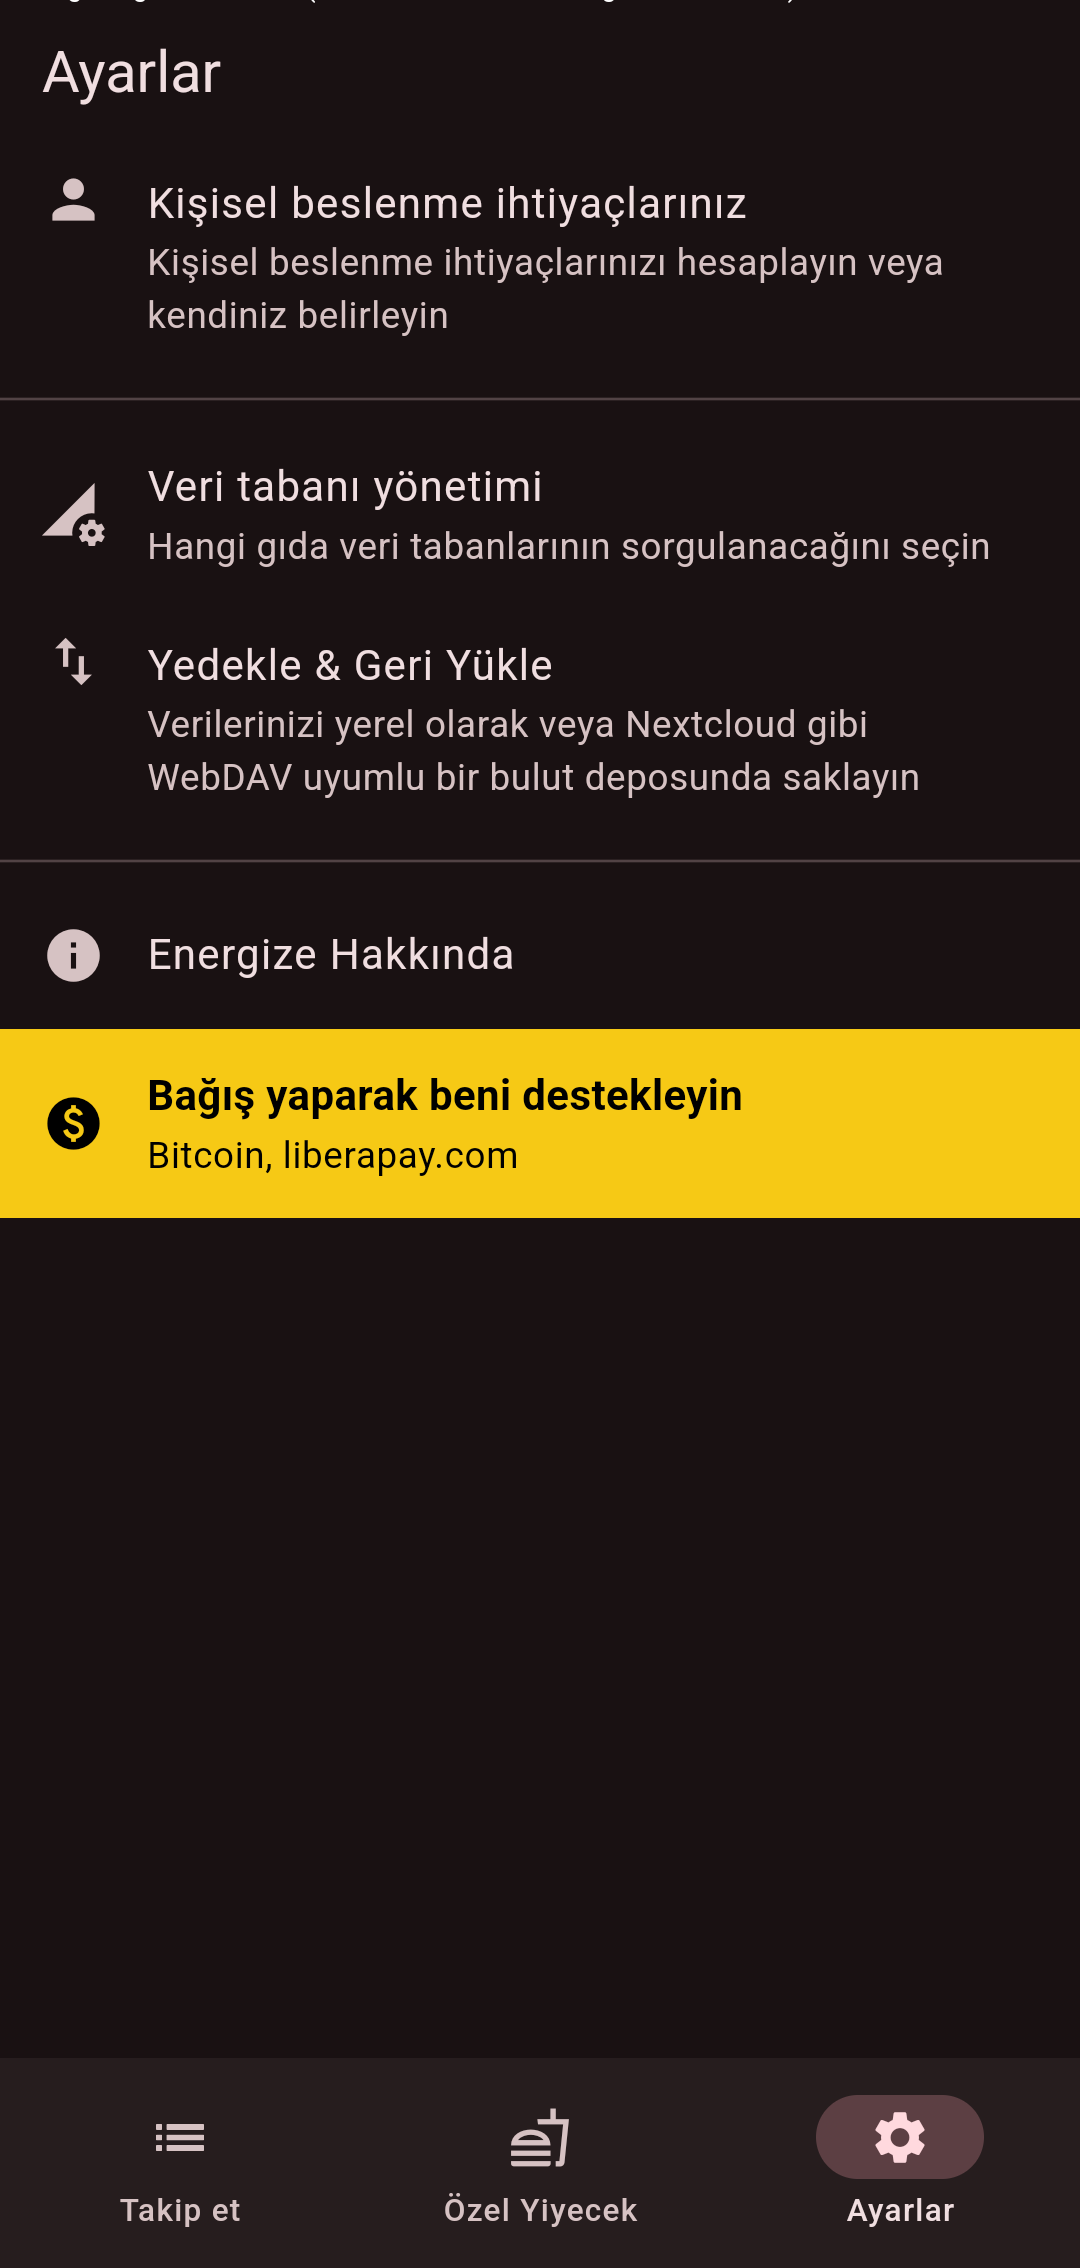 Ayarlar
Kişisel beslenme ihtiyaçlarınız
Kişisel beslenme ihtiyaçlarınızı hesaplayın veya
kendiniz belirleyin
Veri tabanı yönetimi
Hangi gıda veri tabanlarının sorgulanacağını seçin
Yedekle & Geri Yükle
Verilerinizi yerel olarak veya Nextcloud gibi
WebDAV uyumlu bir bulut deposunda saklayın
Energize Hakkında
Bağış yaparak beni destekleyin
Bitcoin, liberapay.com
Takip et
Özel Yiyecek
Ayarlar